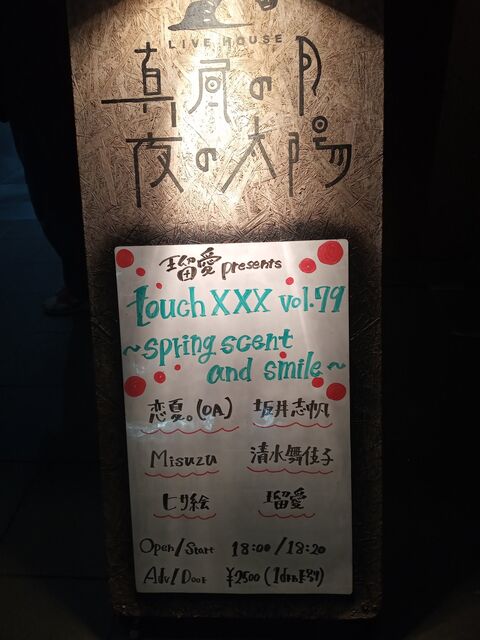 LIVE HOUSE
真昼の月
夜の太陽
瑠愛 presents
touch XXX vol.79
~spring scent
and smile~
恋夏。(OA) 坂井志帆
Misuzu 清水舞佳子
ヒサ絵 瑠愛
Open/Start 18:00/18:20
Adv/Door ¥2500 (1drink別)